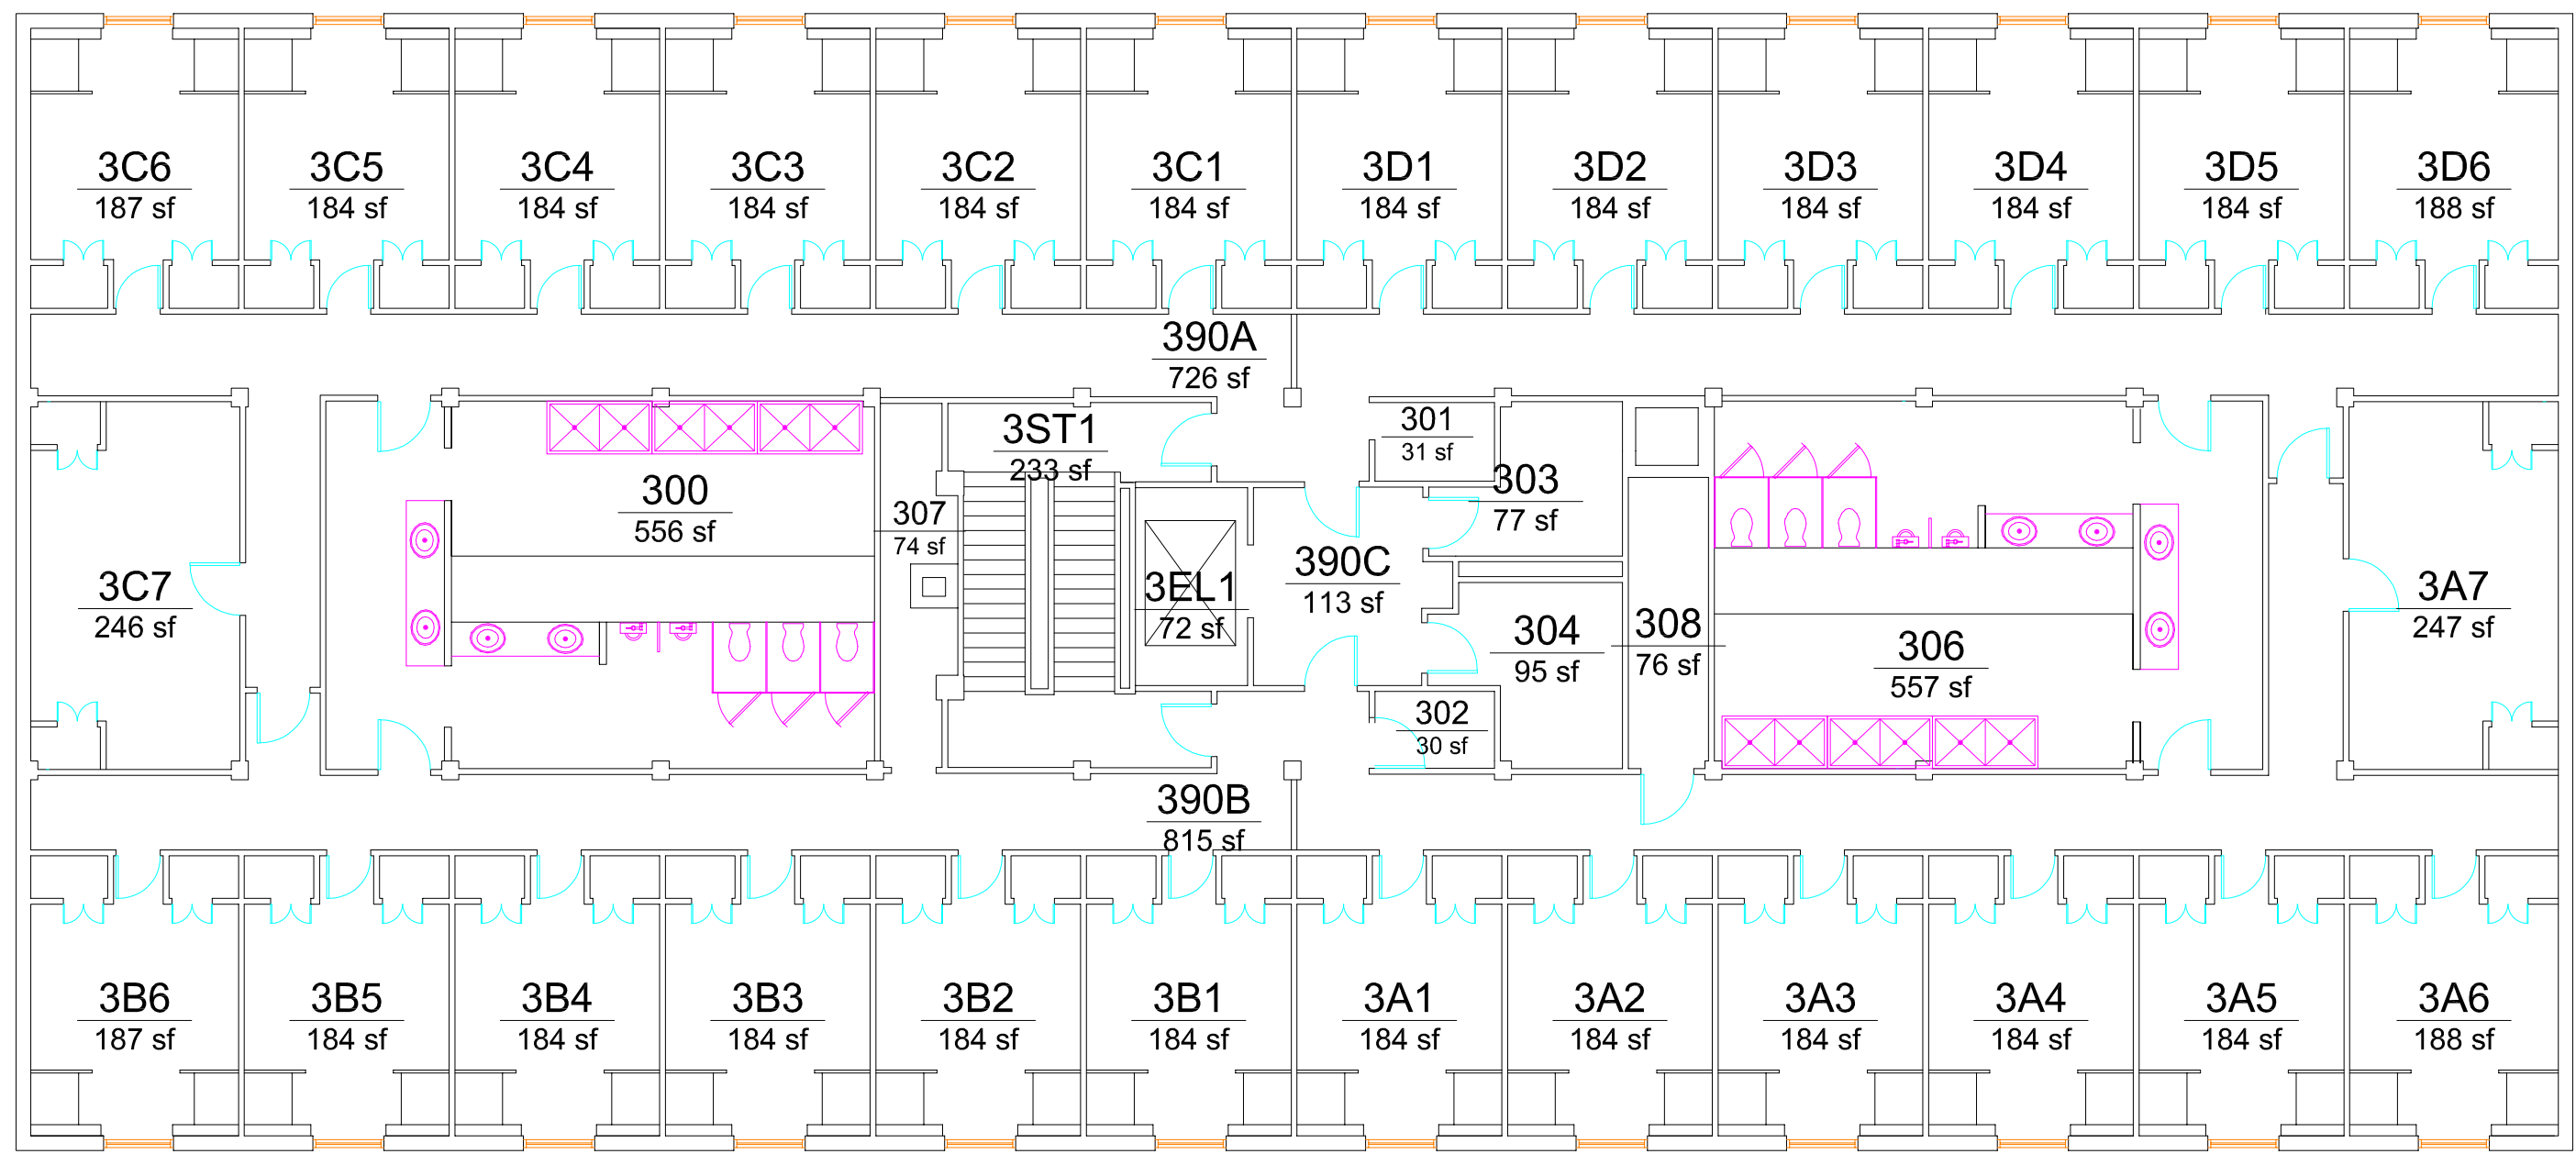 3C6
187 sf
3C5
184 sf
3C4
184 sf
3C3
184 sf
3C2
184 sf
3C1
184 sf
3D1
184 sf
3D2
184 sf
3D3
184 sf
3D4
184 sf
3D5
184 sf
3D6
188 sf
390A
726 sf
3ST1
233 sf
301
31 sf
300
556 sf
307
74 sf
303
77 sf
3C7
246 sf
3EL1
72 sf
390C
113 sf
304
95 sf
308
76 sf
306
557 sf
3A7
247 sf
302
30 sf
390B
815 sf
3B6
187 sf
3B5
184 sf
3B4
184 sf
3B3
184 sf
3B2
184 sf
3B1
184 sf
3A1
184 sf
3A2
184 sf
3A3
184 sf
3A4
184 sf
3A5
184 sf
3A6
188 sf